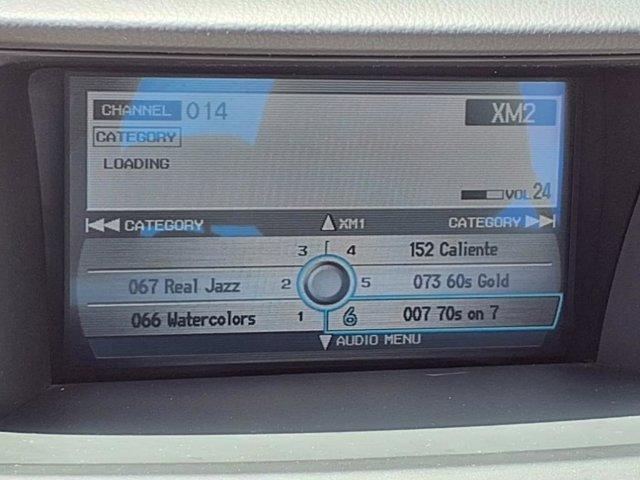 CHANNEL 014 XM2
CATEGORY
LOADING
VOL 24
CATEGORY XM1 CATEGORY
3 4 152 Caliente
067 Real Jazz 2 5 073 60s Gold
066 Watercolors 1 6 007 70s on 7
AUDIO MENU